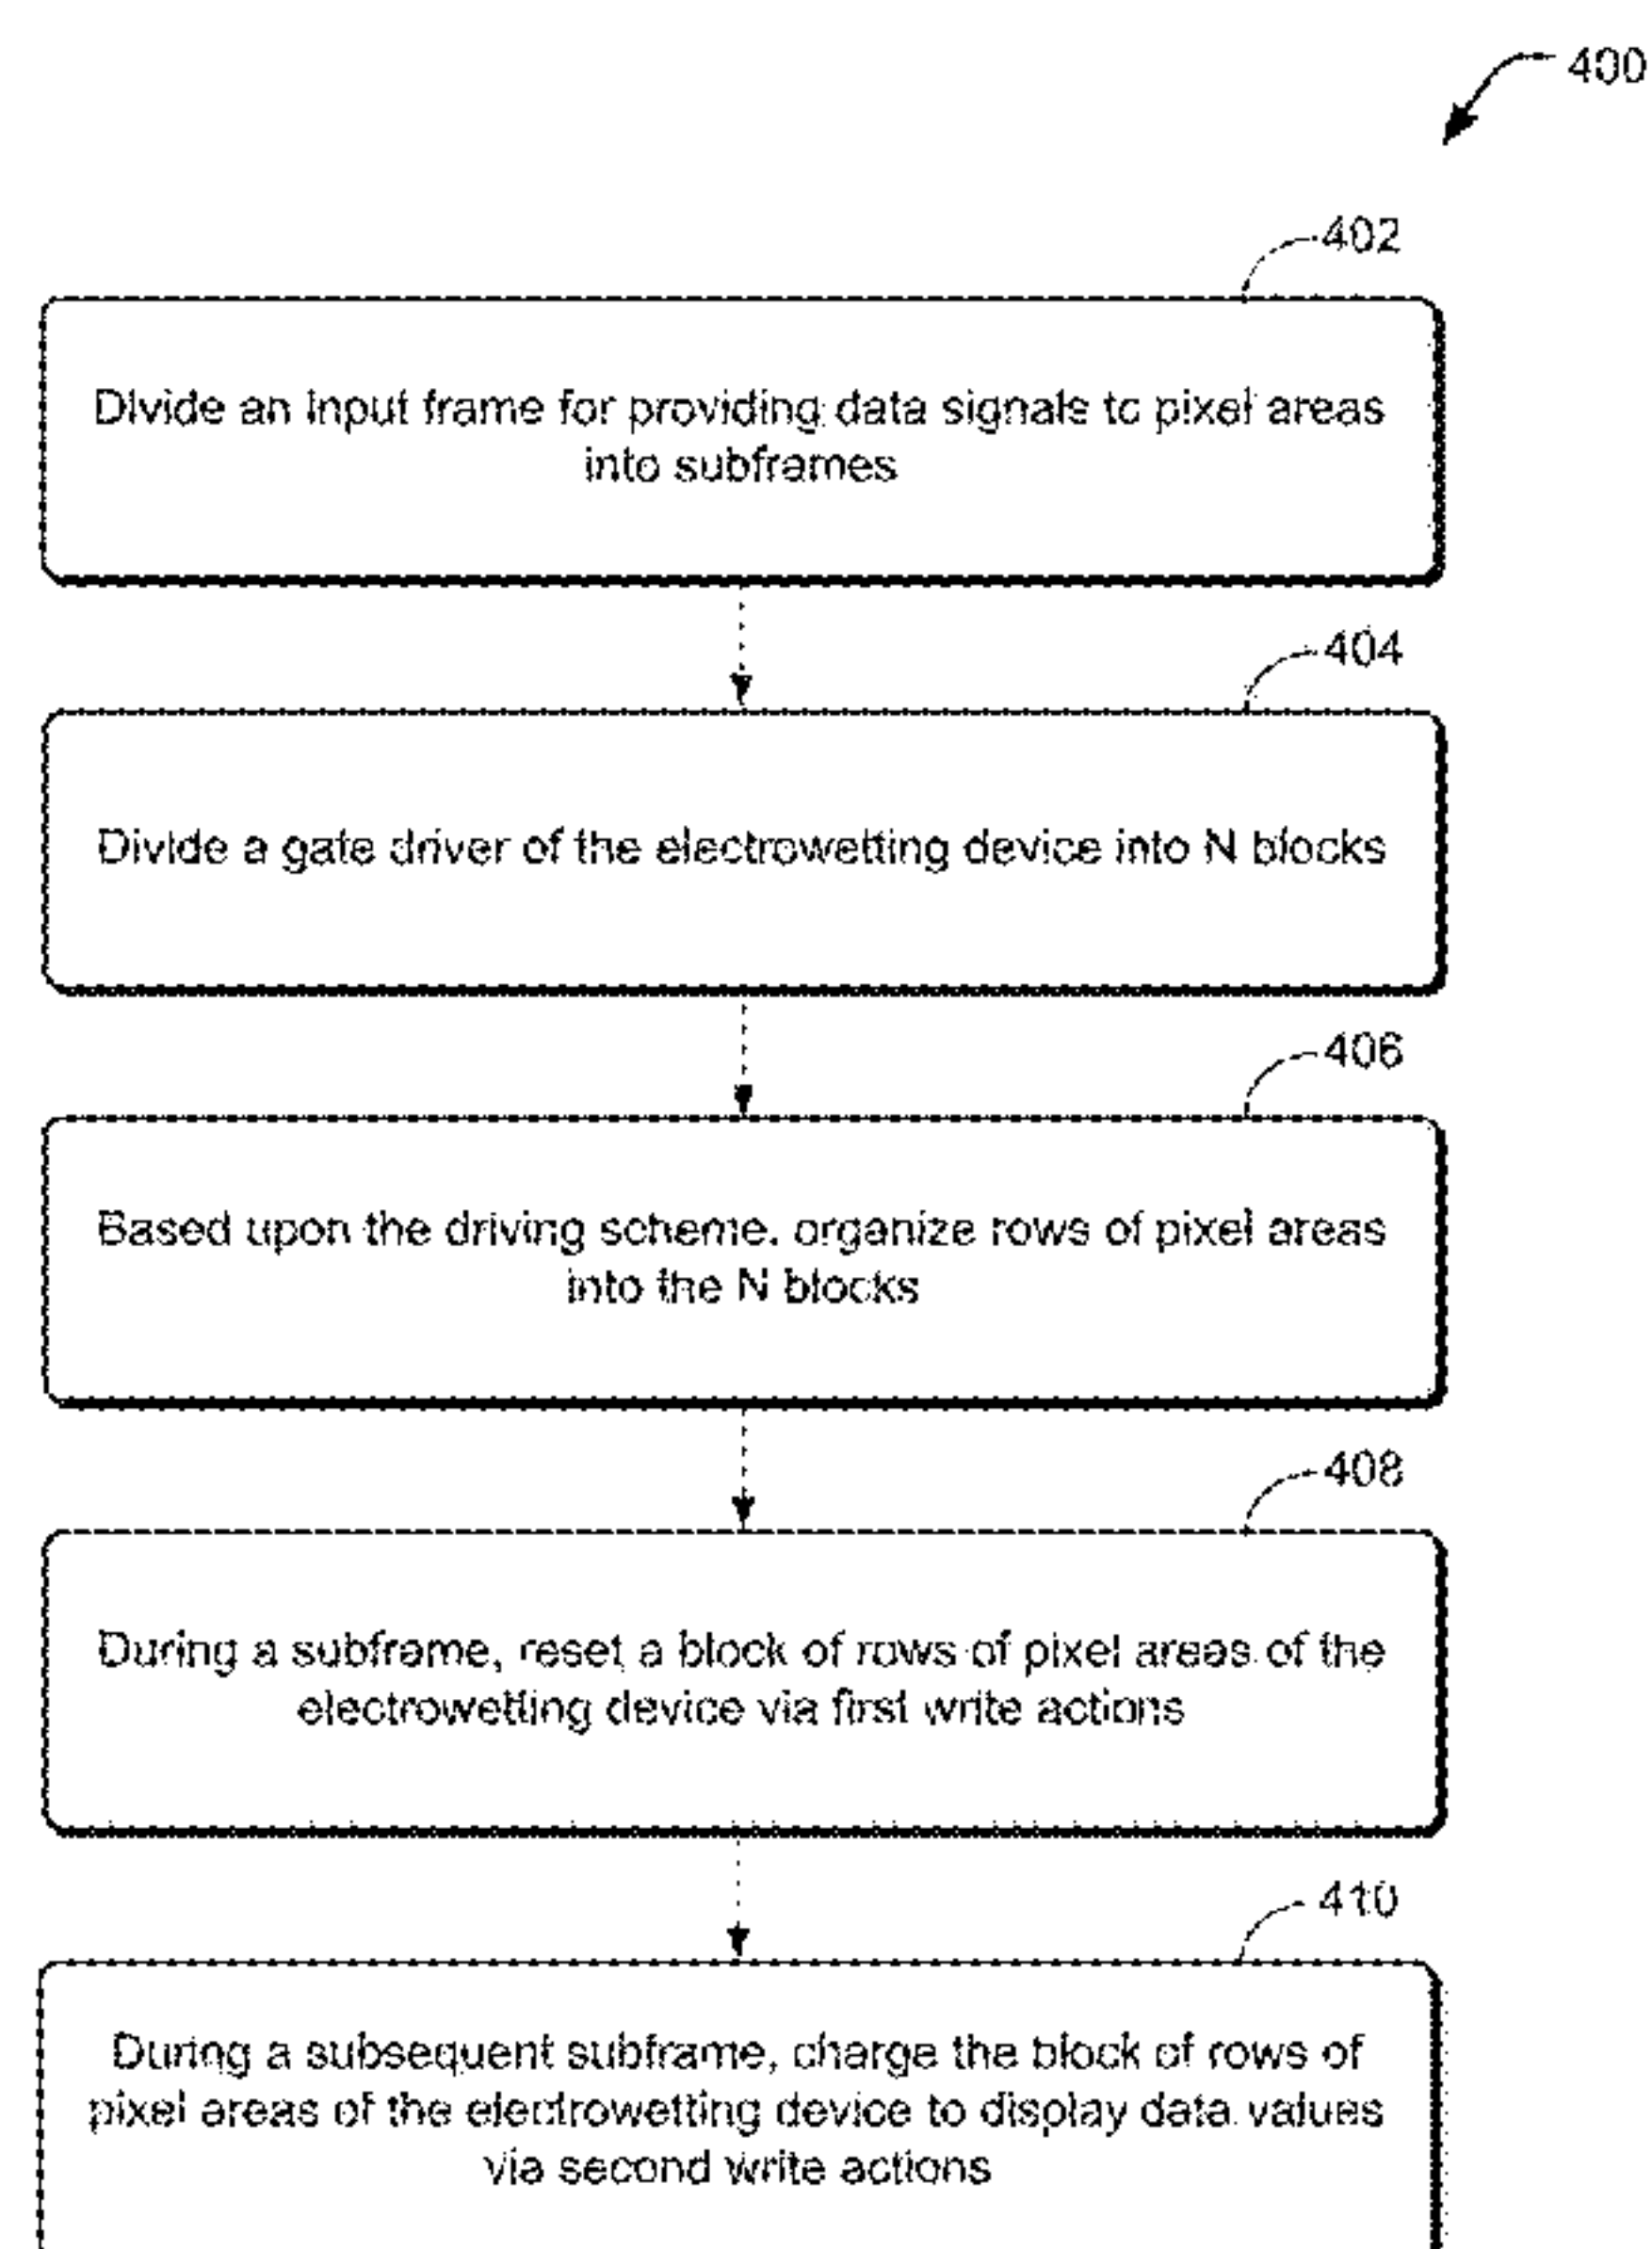 400
402
Divide an input frame for providing data signals to pixel areas
into subframes
404
Divide a gate driver of the electrowetting device into N blocks
406
Based upon the driving scheme, organize rows of pixel areas
into the N blocks
408
During a subframe, reset a block of rows of pixel areas of the
electrowetting device via first write actions
410
During a subsequent subframe, charge the block of rows of
pixel areas of the electrowetting device to display data values
via second write actions